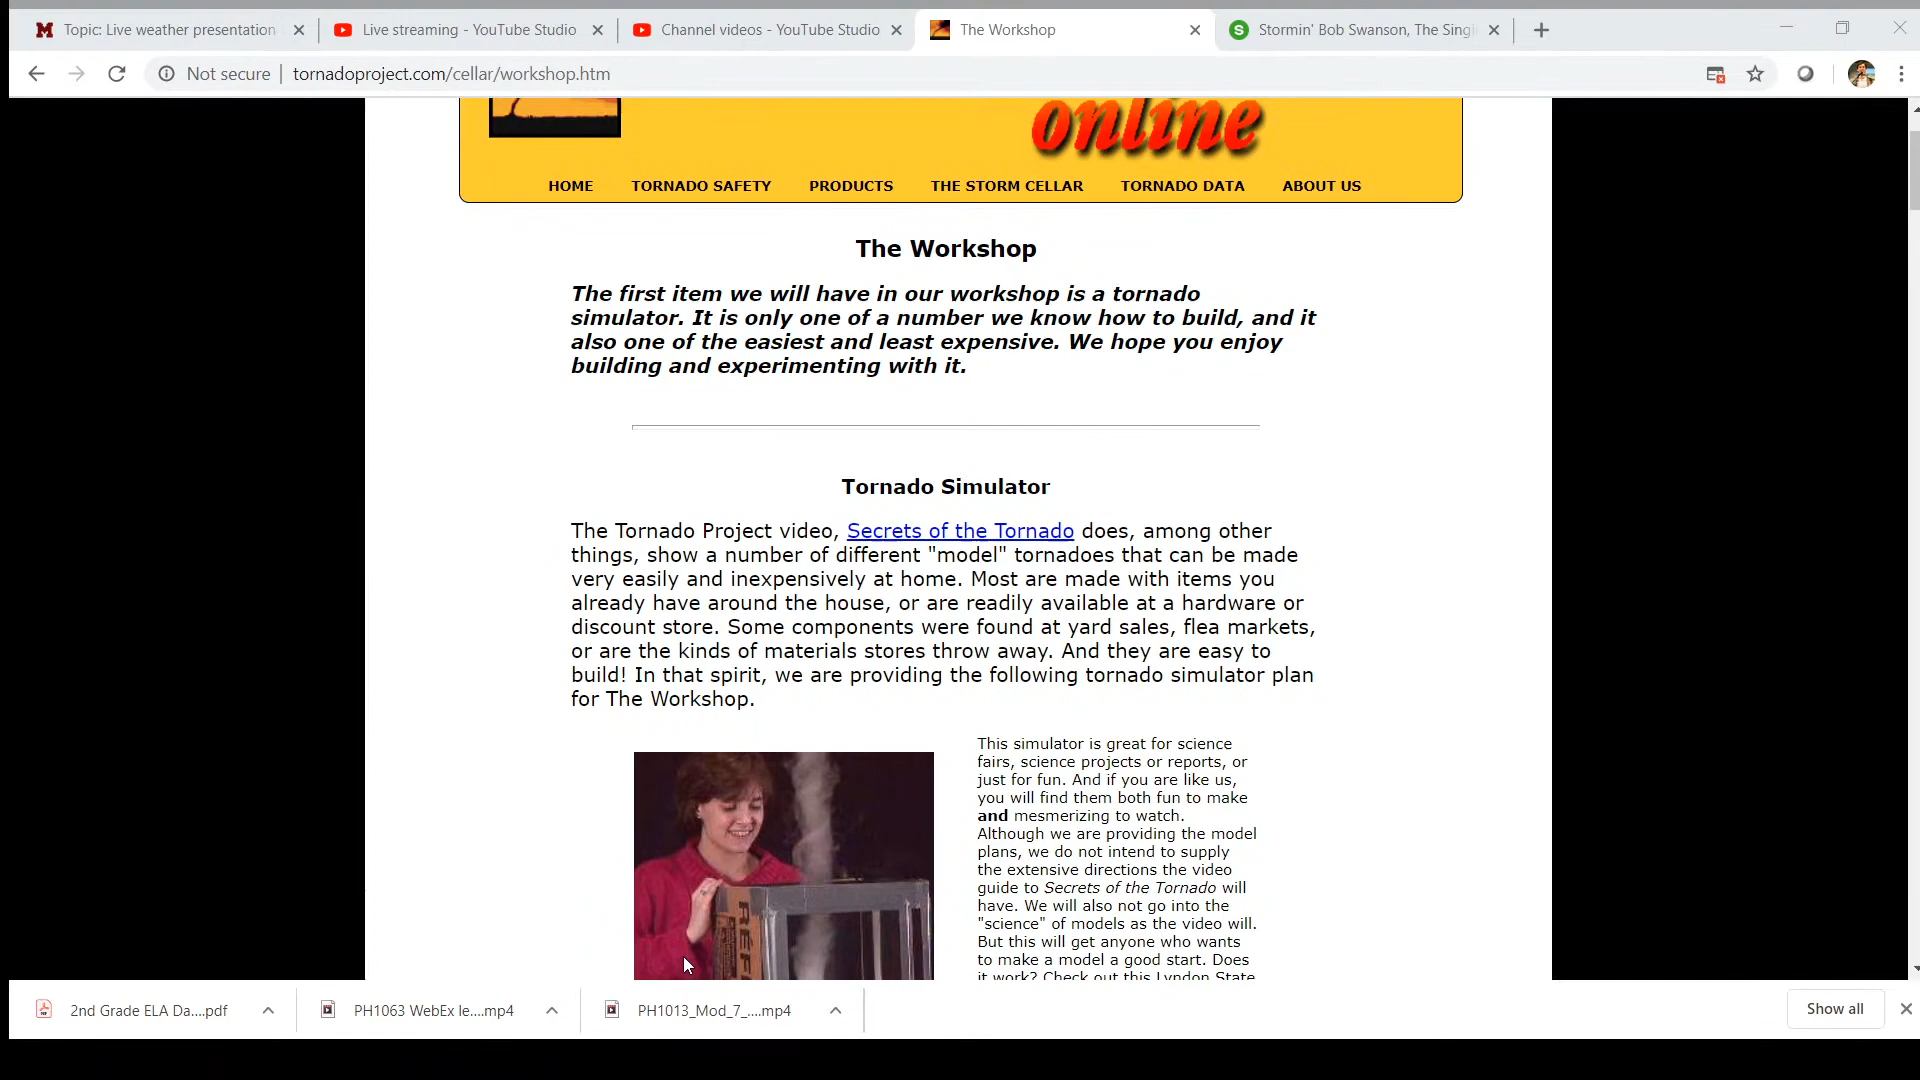 Topic: Live weather presentation
Live streaming - YouTube Studio
Channel videos - YouTube Studio
The Workshop
Stormin' Bob Swanson, The Singi
Not secure
tornadoproject.com/cellar/workshop.htm
online
HOME
TORNADO SAFETY
PRODUCTS
THE STORM CELLAR
TORNADO DATA
ABOUT US
The Workshop
The first item we will have in our workshop is a tornado
simulator. It is only one of a number we know how to build, and it
also one of the easiest and least expensive. We hope you enjoy
building and experimenting with it.
Tornado Simulator
The Tornado Project video, Secrets of the Tornado does, among other
things, show a number of different "model" tornadoes that can be made
very easily and inexpensively at home. Most are made with items you
already have around the house, or are readily available at a hardware or
discount store. Some components were found at yard sales, flea markets,
or are the kinds of materials stores throw away. And they are easy to
build! In that spirit, we are providing the following tornado simulator plan
for The Workshop.
This simulator is great for science
fairs, science projects or reports, or
just for fun. And if you are like us,
you will find them both fun to make
and mesmerizing to watch.
Although we are providing the model
plans, we do not intend to supply
the extensive directions the video
guide to Secrets of the Tornado will
have. We will also not go into the
"science" of models as the video will.
But this will get anyone who wants
to make a model a good start. Does
it work? Check out this Lyndon State
2nd Grade ELA Da....pdf
PH1063 WebEx le....mp4
PH1013_Mod_7_....mp4
Show all